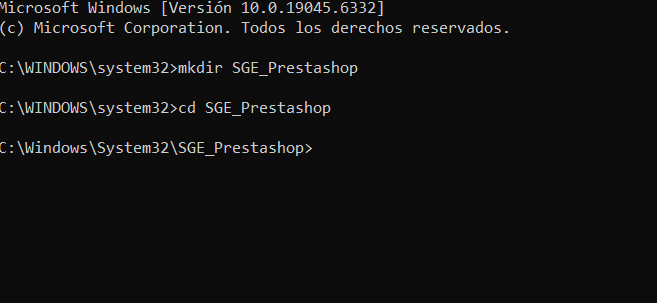 Microsoft Windows [Versión 10.0.19045.6332]
(c) Microsoft Corporation. Todos los derechos reservados.
C:\WINDOWS\system32>mkdir SGE_Prestashop
C:\WINDOWS\system32>cd SGE_Prestashop
C:\Windows\System32\SGE_Prestashop>